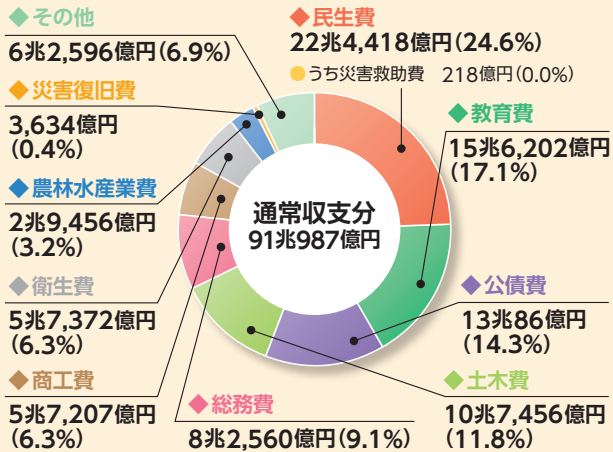 ◆その他
6兆2,596億円(6.9%)
◆災害復旧費
3,634億円
(0.4%)
◆農林水産業費
2兆9,456億円
(3.2%)
◆衛生費
5兆7,372億円
(6.3%)
◆商工費
5兆7,207億円
(6.3%)
◆総務費
8兆2,560億円(9.1%)
通常収支分
91兆987億円
◆民生費
22兆4,418億円(24.6%)
●うち災害救助費 218億円(0.0%)
◆教育費
15兆6,202億円
(17.1%)
◆公債費
13兆86億円
(14.3%)
◆土木費
10兆7,456億円
(11.8%)